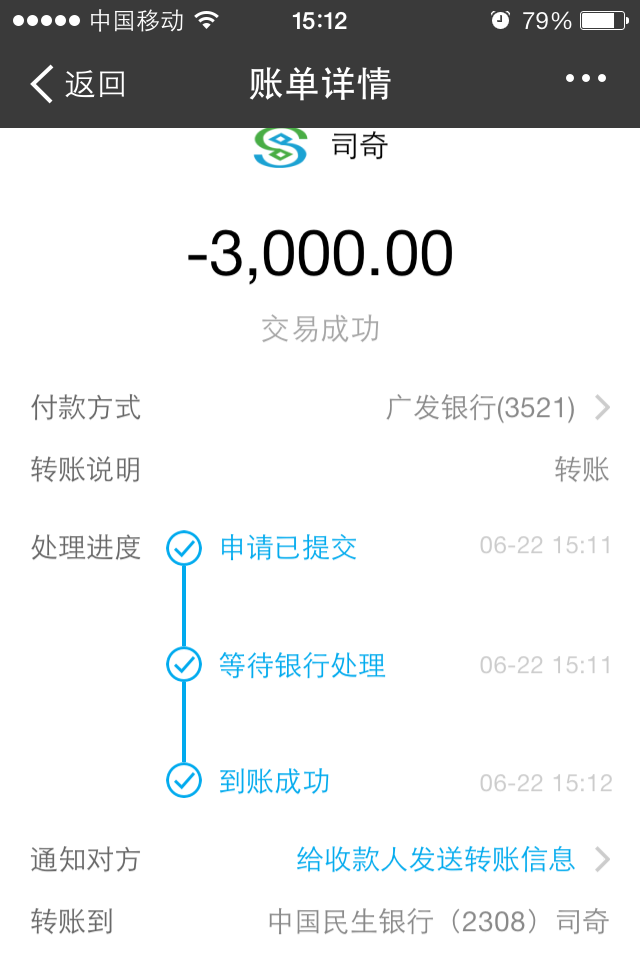 中国移动 15:12 79%
返回 账单详情
司奇
-3,000.00
交易成功
付款方式 广发银行(3521)
转账说明 转账
处理进度 申请已提交 06-22 15:11
等待银行处理 06-22 15:11
到账成功 06-22 15:12
通知对方 给收款人发送转账信息
转账到 中国民生银行（2308）司奇